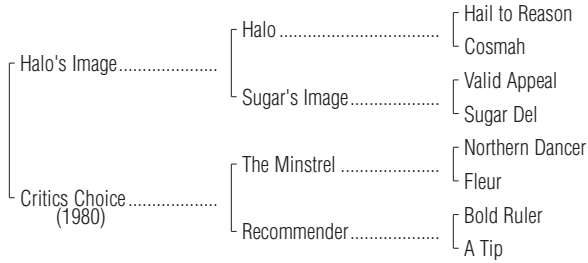 Hail to Reason
Halo
Cosmah
Halo's Image
Valid Appeal
Sugar's Image
Sugar Del
Northern Dancer
The Minstrel
Fleur
Critics Choice
(1980)
Bold Ruler
Recommender
A Tip